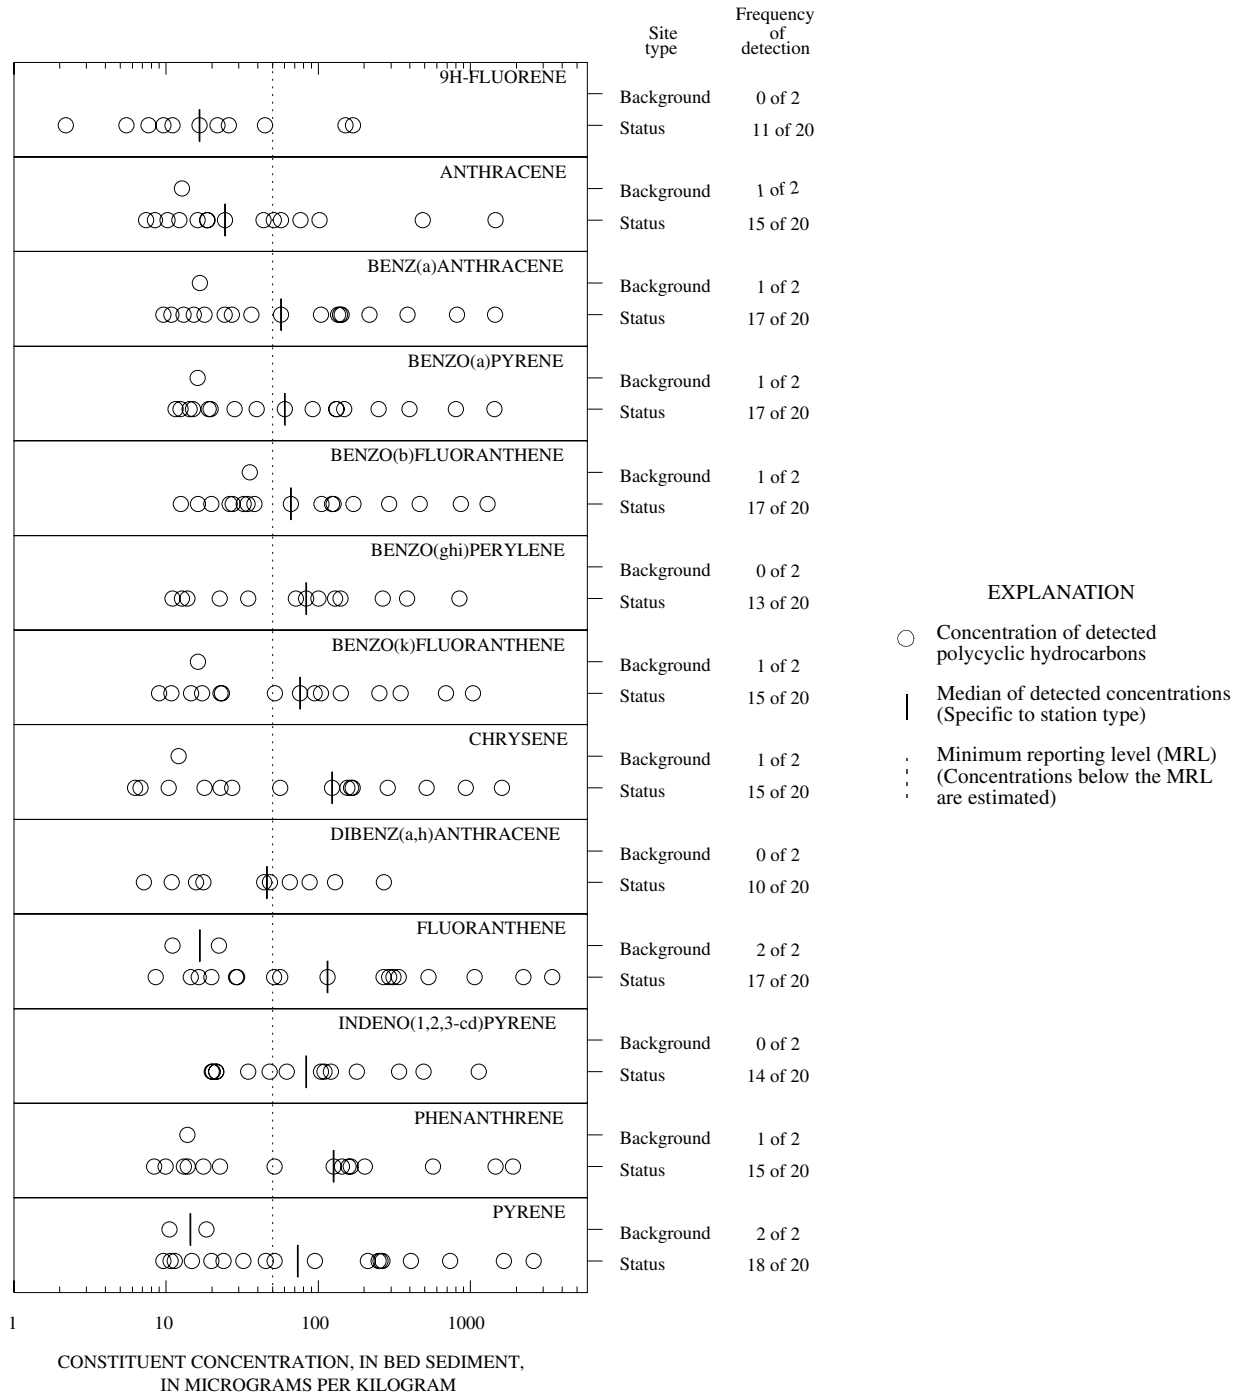 Site
type
Frequency
of
detection
9H-FLUORENE
Background 0 of 2
Status 11 of 20
ANTHRACENE
Background 1 of 2
Status 15 of 20
BENZ(a)ANTHRACENE
Background 1 of 2
Status 17 of 20
BENZO(a)PYRENE
Background 1 of 2
Status 17 of 20
BENZO(b)FLUORANTHENE
Background 1 of 2
Status 17 of 20
BENZO(ghi)PERYLENE
Background 0 of 2
Status 13 of 20
BENZO(k)FLUORANTHENE
Background 1 of 2
Status 15 of 20
CHRYSENE
Background 1 of 2
Status 15 of 20
DIBENZ(a,h)ANTHRACENE
Background 0 of 2
Status 10 of 20
FLUORANTHENE
Background 2 of 2
Status 17 of 20
INDENO(1,2,3-cd)PYRENE
Background 0 of 2
Status 14 of 20
PHENANTHRENE
Background 1 of 2
Status 15 of 20
PYRENE
Background 2 of 2
Status 18 of 20
1 10 100 1000
CONSTITUENT CONCENTRATION, IN BED SEDIMENT,
IN MICROGRAMS PER KILOGRAM
EXPLANATION
Concentration of detected
polycyclic hydrocarbons
Median of detected concentrations
(Specific to station type)
Minimum reporting level (MRL)
(Concentrations below the MRL
are estimated)